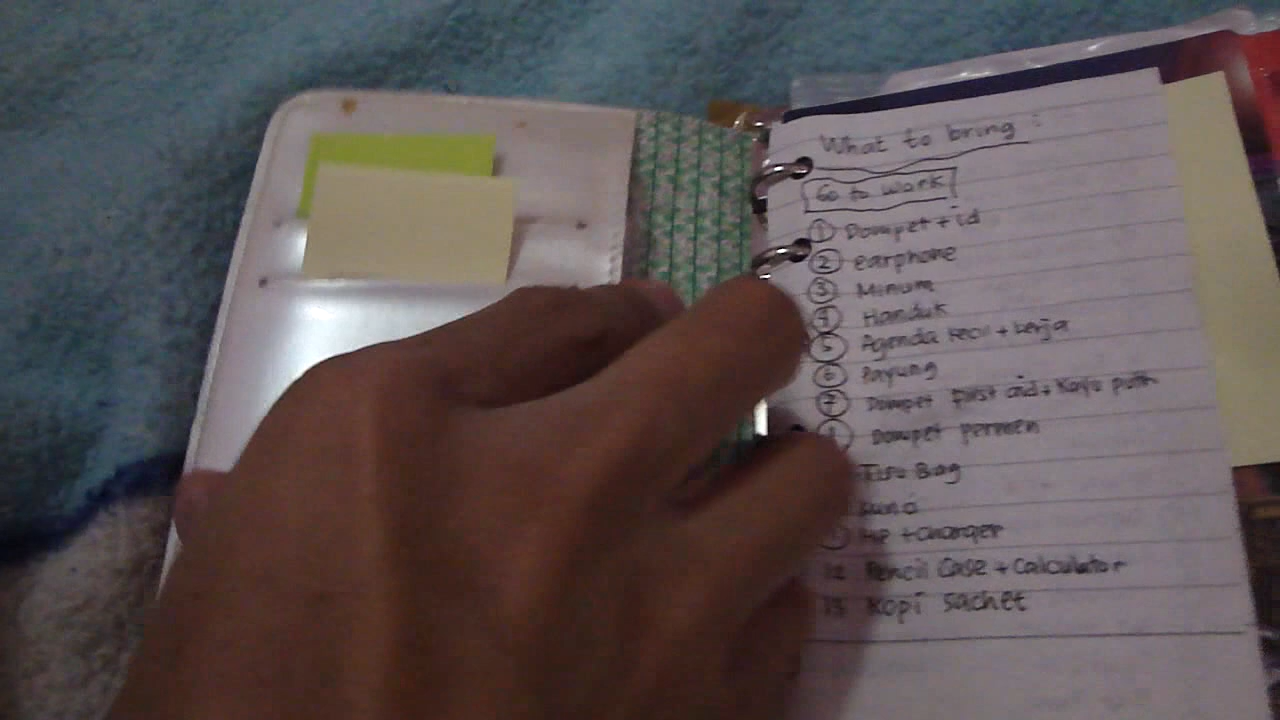 What to bring :
Go to work
1 Dompet + id
2 earphone
3 Minum
4 Handuk
5 Agenda kecil + kerja
6 Payung
7 Dompet first aid + Kayu putih
Dompet permen
Tisu Bag
HP + charger
12 Pencil Case + Calculator
13 Kopi sachet